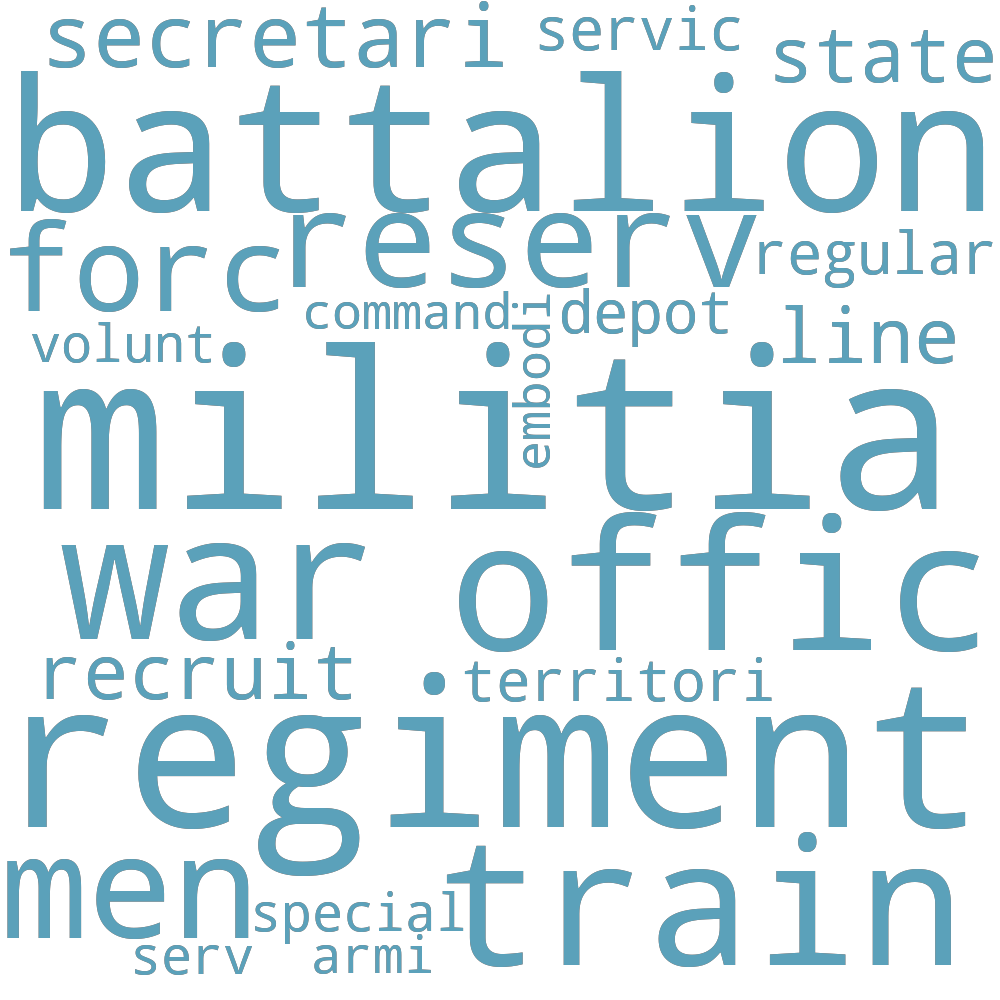 secretari servic state
battalion
forc reserv regular
commandi depot
volunt embodi line
militia
war offic
recruit territori
regiment
men train
special
serv armi